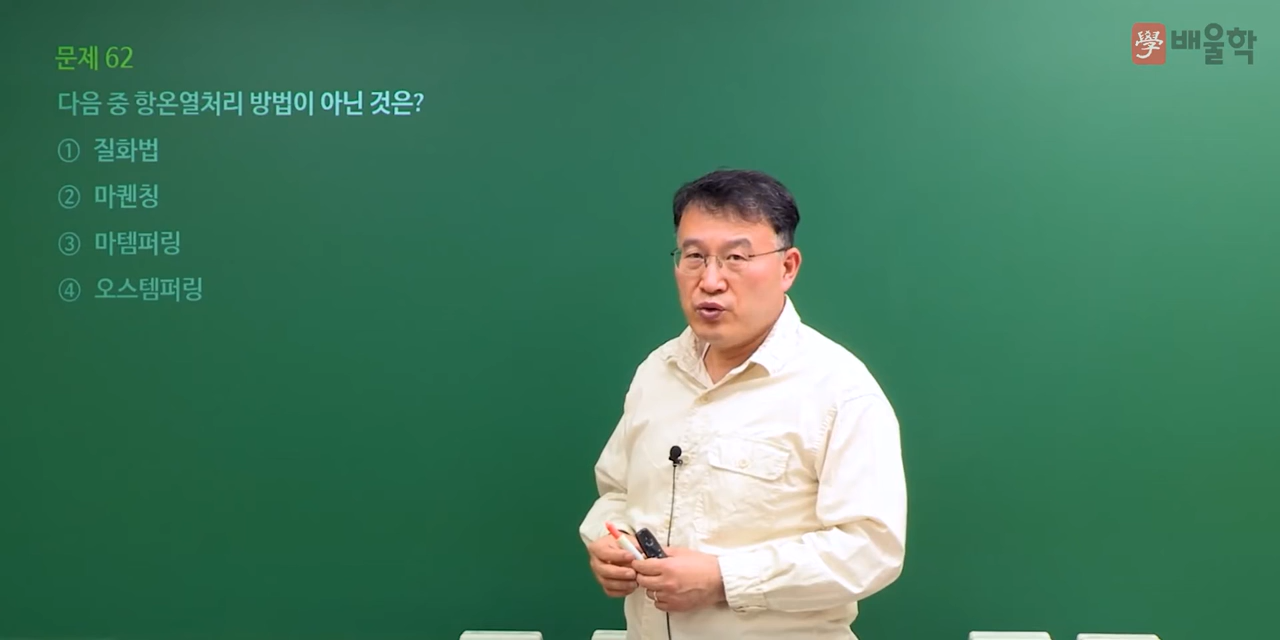 문제 62
學 배울학
다음 중 항온열처리 방법이 아닌 것은?
① 질화법
② 마퀜칭
③ 마템퍼링
④ 오스템퍼링